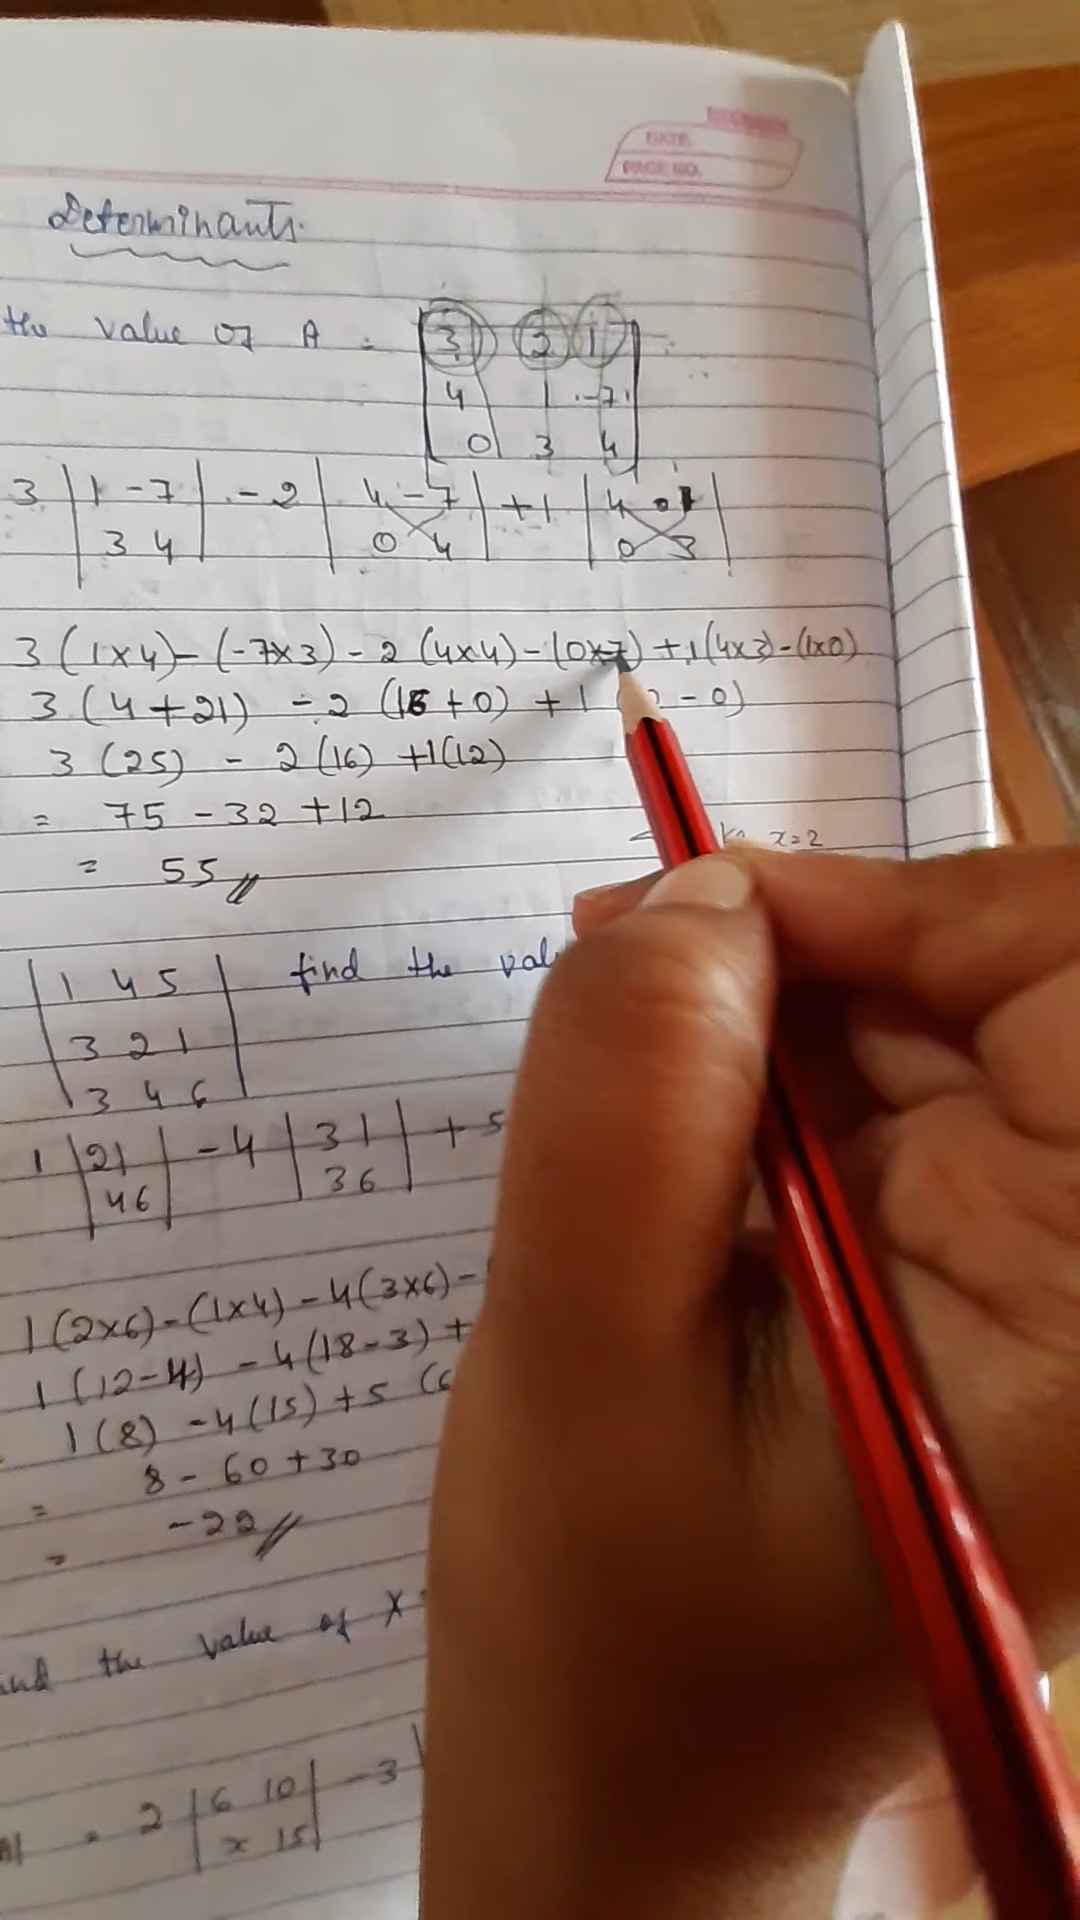 DATE.
PAGE NO.
Determinants.
the value of A = 3 2 1
4 1 -7
0 3 4
3 | 1 -7 | - 2 | 4 -7 | +1 | 4 1 |
3 4 0 4 0 3
3 (1x4) - (-7x3) - 2 (4x4) - (0x-7) + 1 (4x3) - (1x0)
3 (4+21) - 2 (16+0) + 1 - 0)
3 (25) - 2 (16) +1(12)
= 75 - 32 + 12
x=2
= 55
| 1 4 5 | find the
3 2 1
3 4 6
1 | 2 1 | - 4 | 3 1 | + 5
4 6 3 6
1 (2x6) - (1x4) - 4 (3x6) -
1 (12-4) - 4 (18-3) +
1 (8) - 4 (15) + 5 (6
= 8 - 60 + 30
= -22
the value of X
= 2 | 6 10 | - 3
x 15